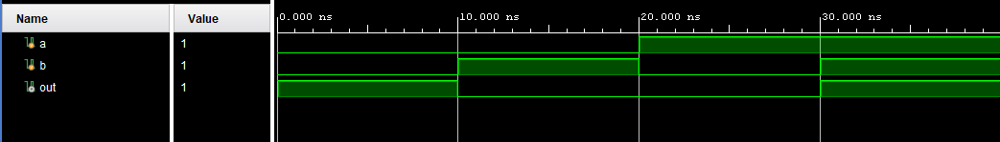 Name Value 0.000 ns 10.000 ns 20.000 ns 30.000 ns
a 1
b 1
out 1